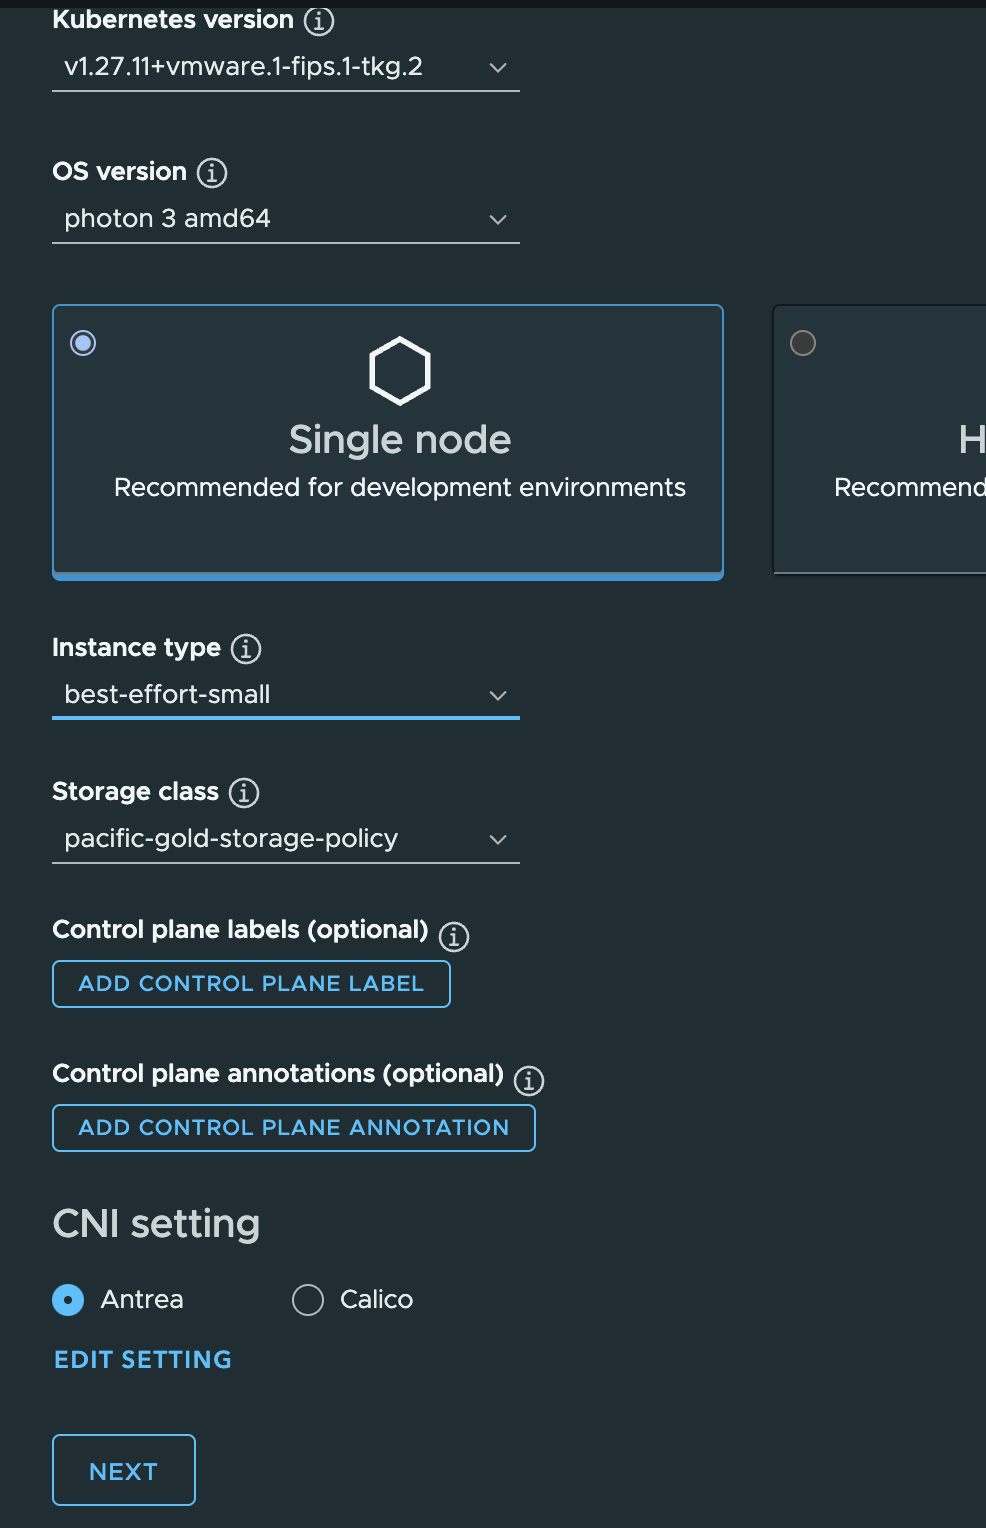 Kubernetes version
v1.27.11+vmware.1-fips.1-tkg.2
OS version
photon 3 amd64
Single node
Recommended for development environments
H
Recommend
Instance type
best-effort-small
Storage class
pacific-gold-storage-policy
Control plane labels (optional)
ADD CONTROL PLANE LABEL
Control plane annotations (optional)
ADD CONTROL PLANE ANNOTATION
CNI setting
Antrea
Calico
EDIT SETTING
NEXT